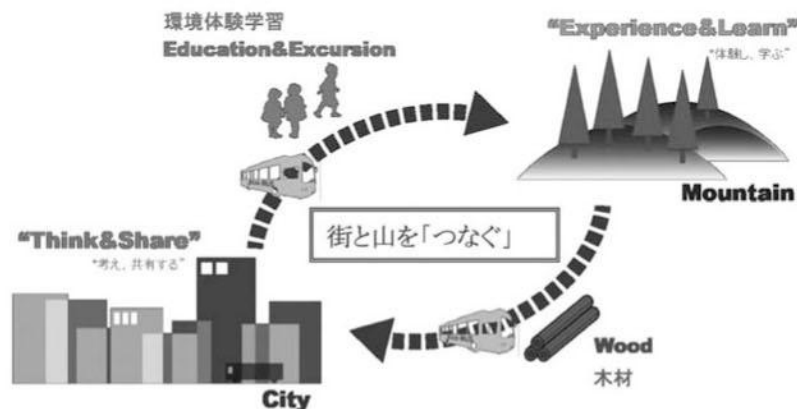 環境体験学習
Education&Excursion
“Experience&Learn”
“体験し、学ぶ”
Mountain
“Think&Share”
“考え、共有する”
街と山を「つなぐ」
Wood
木材
City